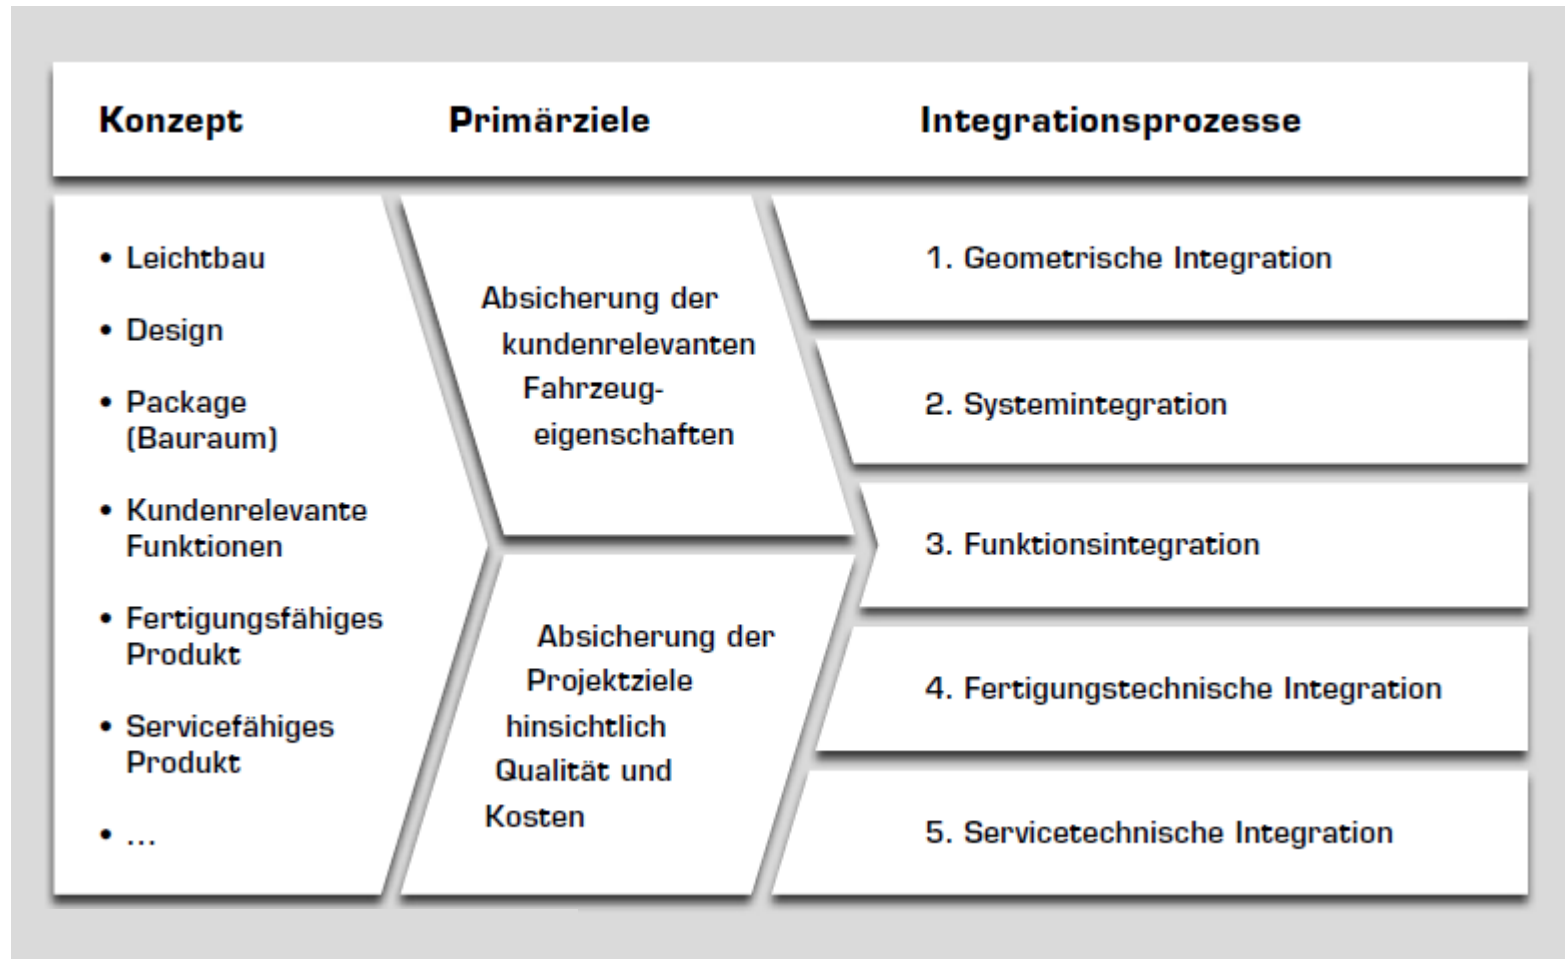 Konzept
Primärziele
Integrationsprozesse
• Leichtbau
• Design
• Package
(Bauraum)
• Kundenrelevante
Funktionen
• Fertigungsfähiges
Produkt
• Servicefähiges
Produkt
• ...
Absicherung der
kundenrelevanten
Fahrzeug-
eigenschaften
Absicherung der
Projektziele
hinsichtlich
Qualität und
Kosten
1. Geometrische Integration
2. Systemintegration
3. Funktionsintegration
4. Fertigungstechnische Integration
5. Servicetechnische Integration